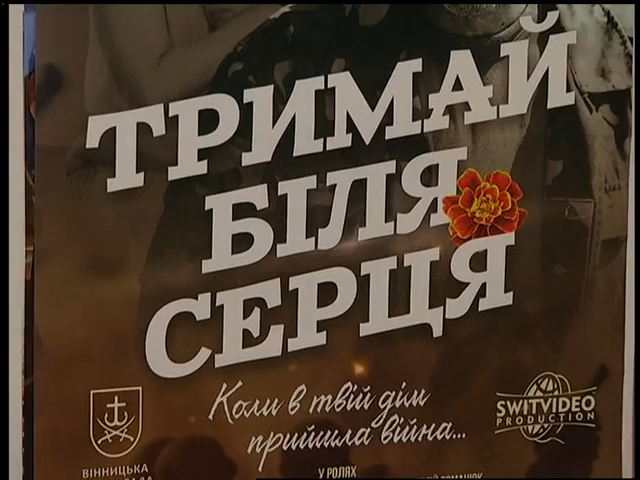 ТРИМАЙ
БІЛЯ
СЕРЦЯ
Коли в твій дім
прийшла війна...
SWITVIDEO
PRODUCTION
ВІННИЦЬКА
У РОЛЯХ